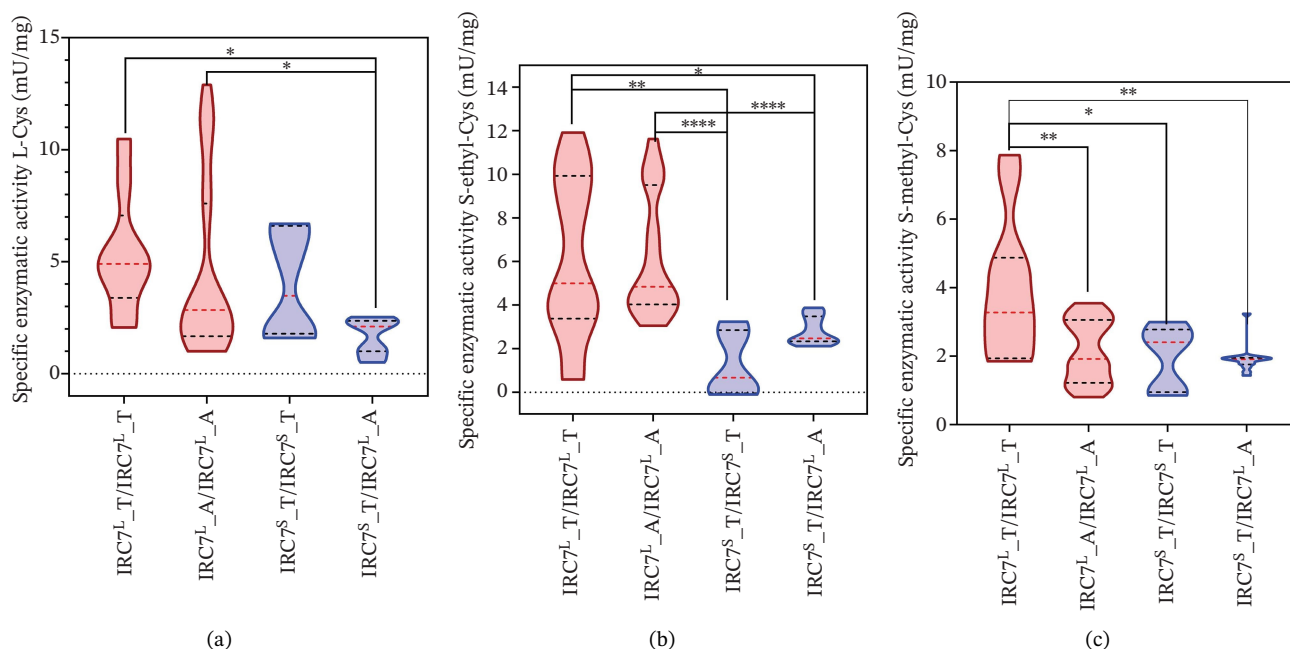 Specific enzymatic activity L-Cys (mU/mg)
15
10
5
0
*
*
IRC7ᴸ_T/IRC7ᴸ_T
IRC7ᴸ_A/IRC7ᴸ_A
IRC7ˢ_T/IRC7ˢ_T
IRC7ˢ_T/IRC7ᴸ_A
(a)
Specific enzymatic activity S-ethyl-Cys (mU/mg)
14
12
10
8
6
4
2
0
*
**
****
****
IRC7ᴸ_T/IRC7ᴸ_T
IRC7ᴸ_A/IRC7ᴸ_A
IRC7ˢ_T/IRC7ˢ_T
IRC7ˢ_T/IRC7ᴸ_A
(b)
Specific enzymatic activity S-methyl-Cys (mU/mg)
10
8
6
4
2
0
**
*
**
IRC7ᴸ_T/IRC7ᴸ_T
IRC7ᴸ_A/IRC7ᴸ_A
IRC7ˢ_T/IRC7ˢ_T
IRC7ˢ_T/IRC7ᴸ_A
(c)